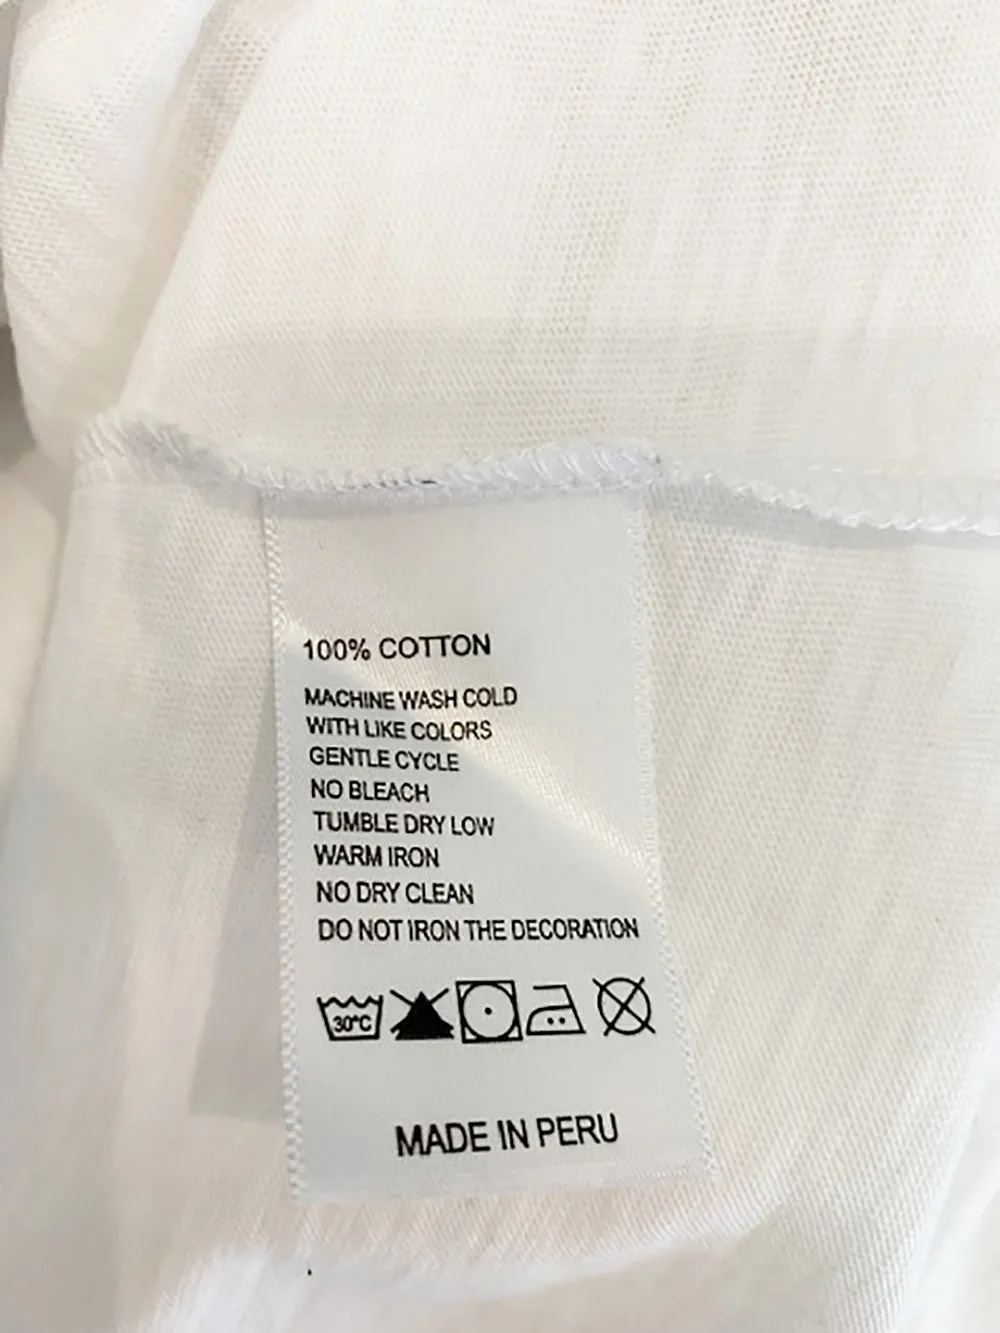 100% COTTON
MACHINE WASH COLD
WITH LIKE COLORS
GENTLE CYCLE
NO BLEACH
TUMBLE DRY LOW
WARM IRON
NO DRY CLEAN
DO NOT IRON THE DECORATION
30°C
MADE IN PERU